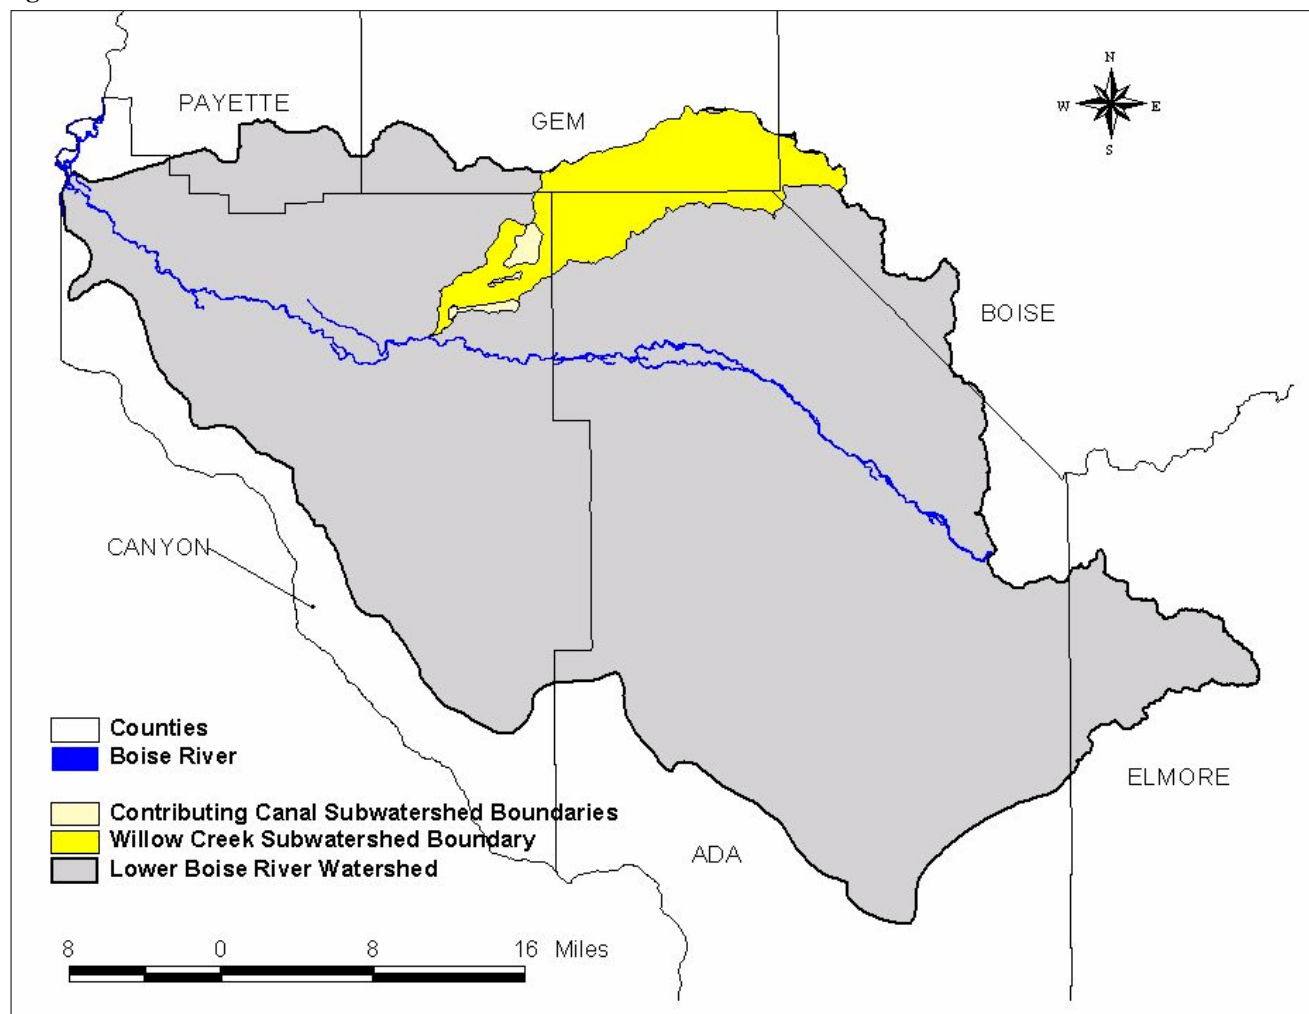 PAYETTE
GEM
N
W E
S
BOISE
CANYON
Counties
Boise River
ELMORE
Contributing Canal Subwatershed Boundaries
Willow Creek Subwatershed Boundary
ADA
Lower Boise River Watershed
8 0 8 16 Miles